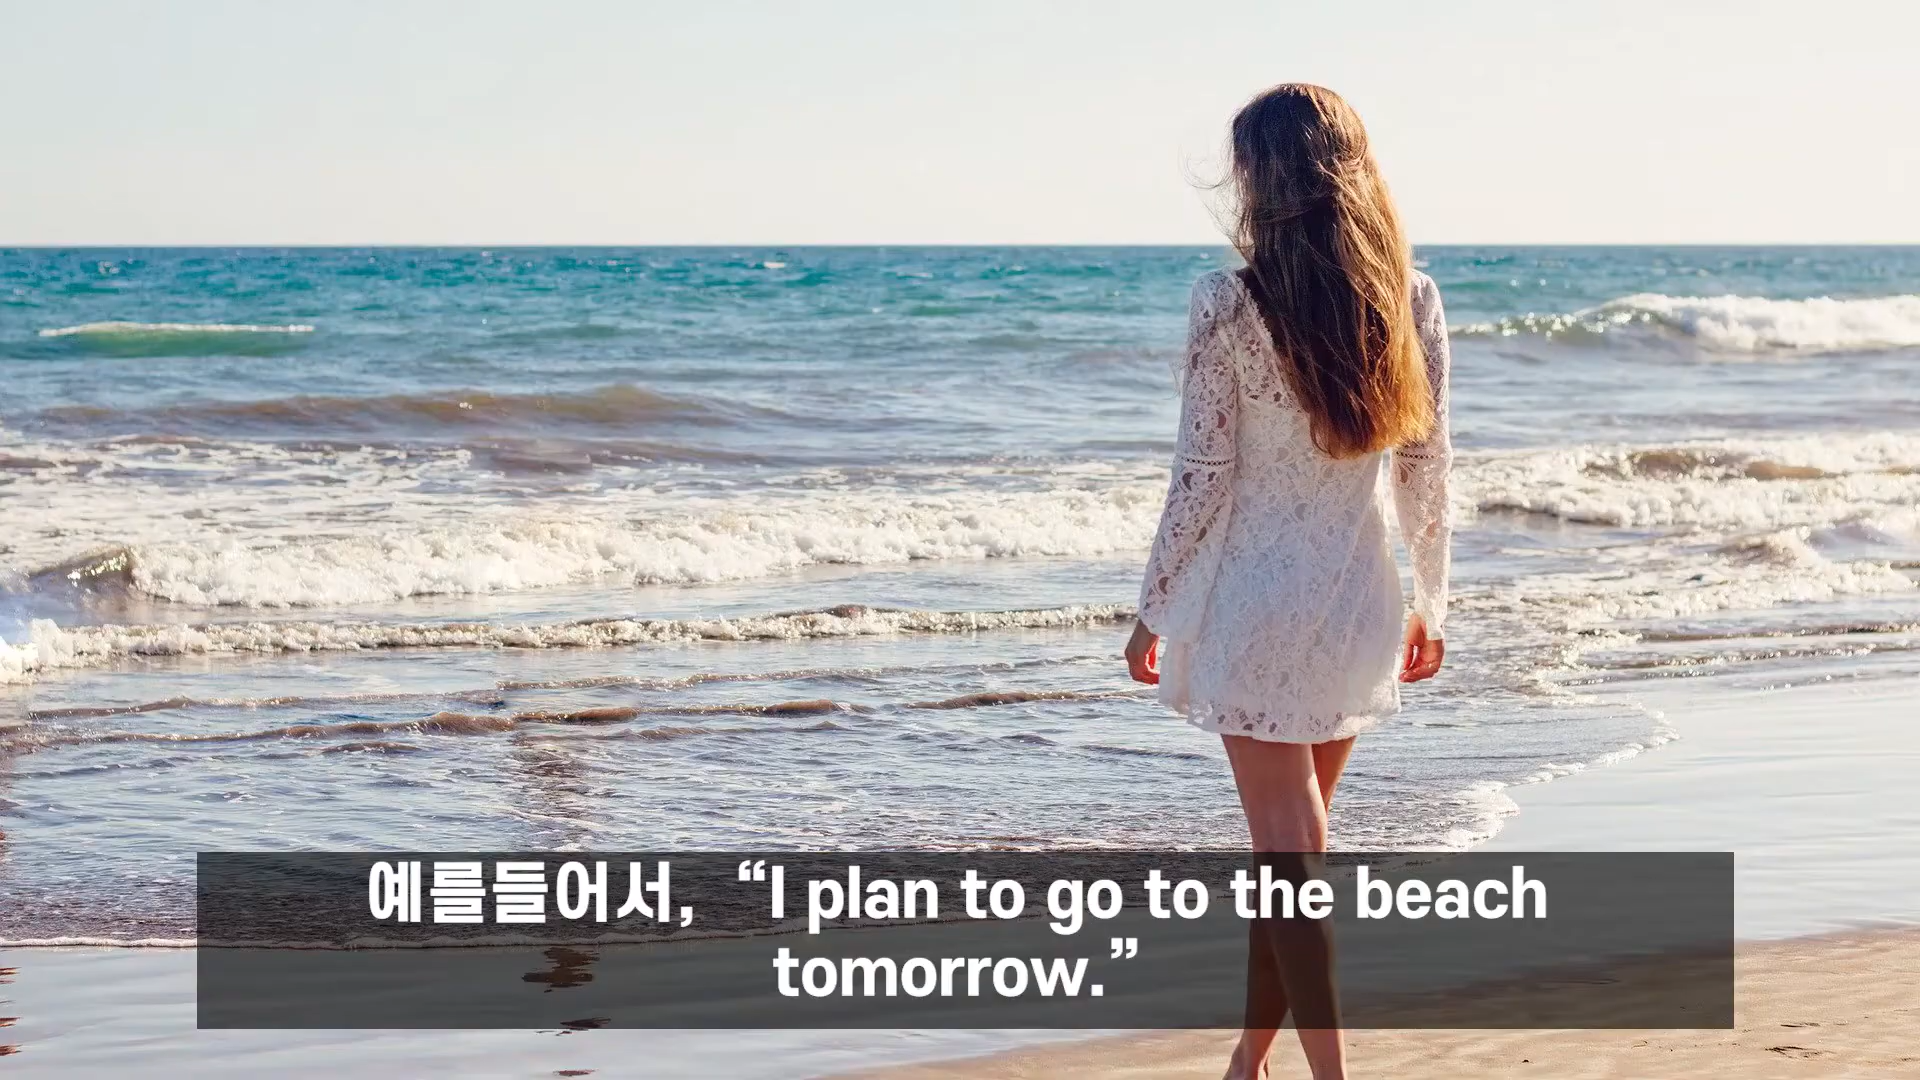 예를들어서, “I plan to go to the beach
tomorrow.”